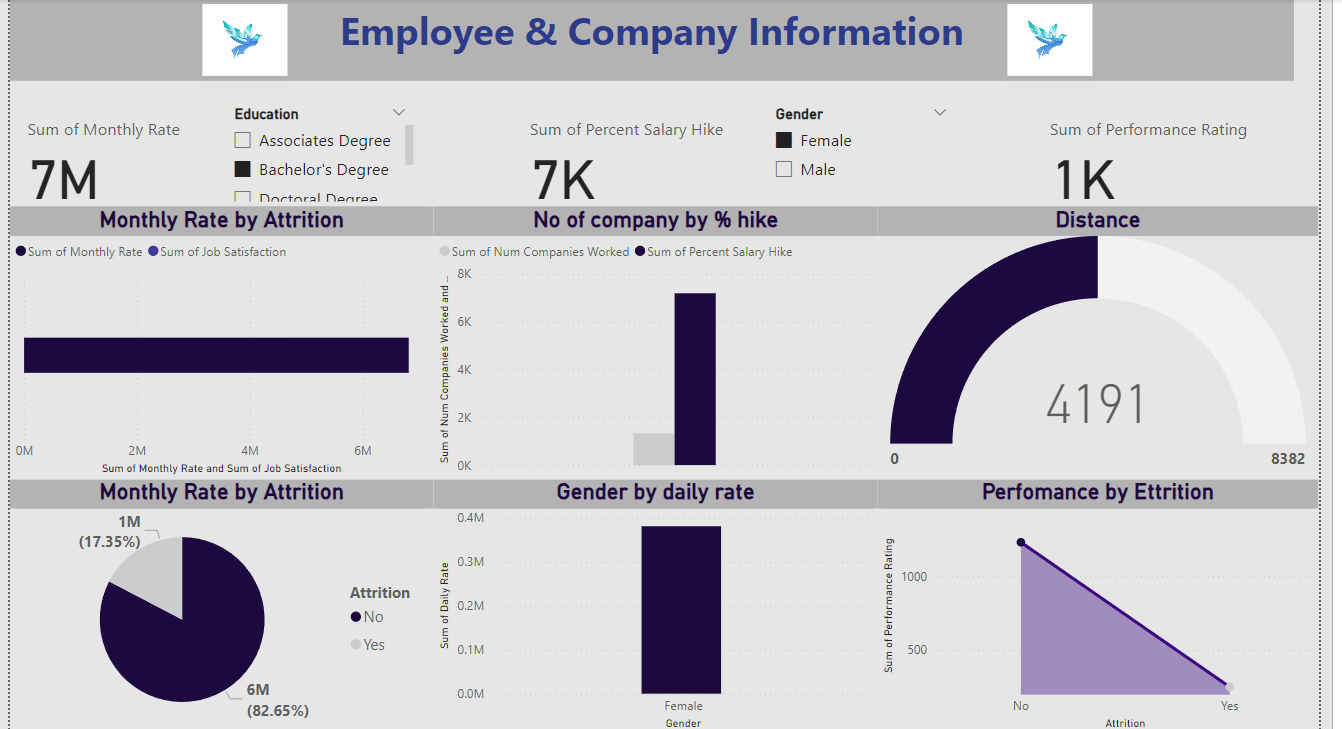 Employee & Company Information
Sum of Monthly Rate
7M
Education
Associates Degree
Bachelor's Degree
Doctoral Degree
Sum of Percent Salary Hike
7K
Gender
Female
Male
Sum of Performance Rating
1K
Monthly Rate by Attrition
Sum of Monthly Rate Sum of Job Satisfaction
0M 2M 4M 6M
Sum of Monthly Rate and Sum of Job Satisfaction
No of company by % hike
Sum of Num Companies Worked Sum of Percent Salary Hike
Sum of Num Companies Worked and ...
8K
6K
4K
2K
0K
Distance
4191
0 8382
Monthly Rate by Attrition
1M
(17.35%)
6M
(82.65%)
Attrition
No
Yes
Gender by daily rate
Sum of Daily Rate
0.4M
0.3M
0.2M
0.1M
0.0M
Female
Gender
Perfomance by Ettrition
Sum of Performance Rating
1000
500
No Yes
Attrition